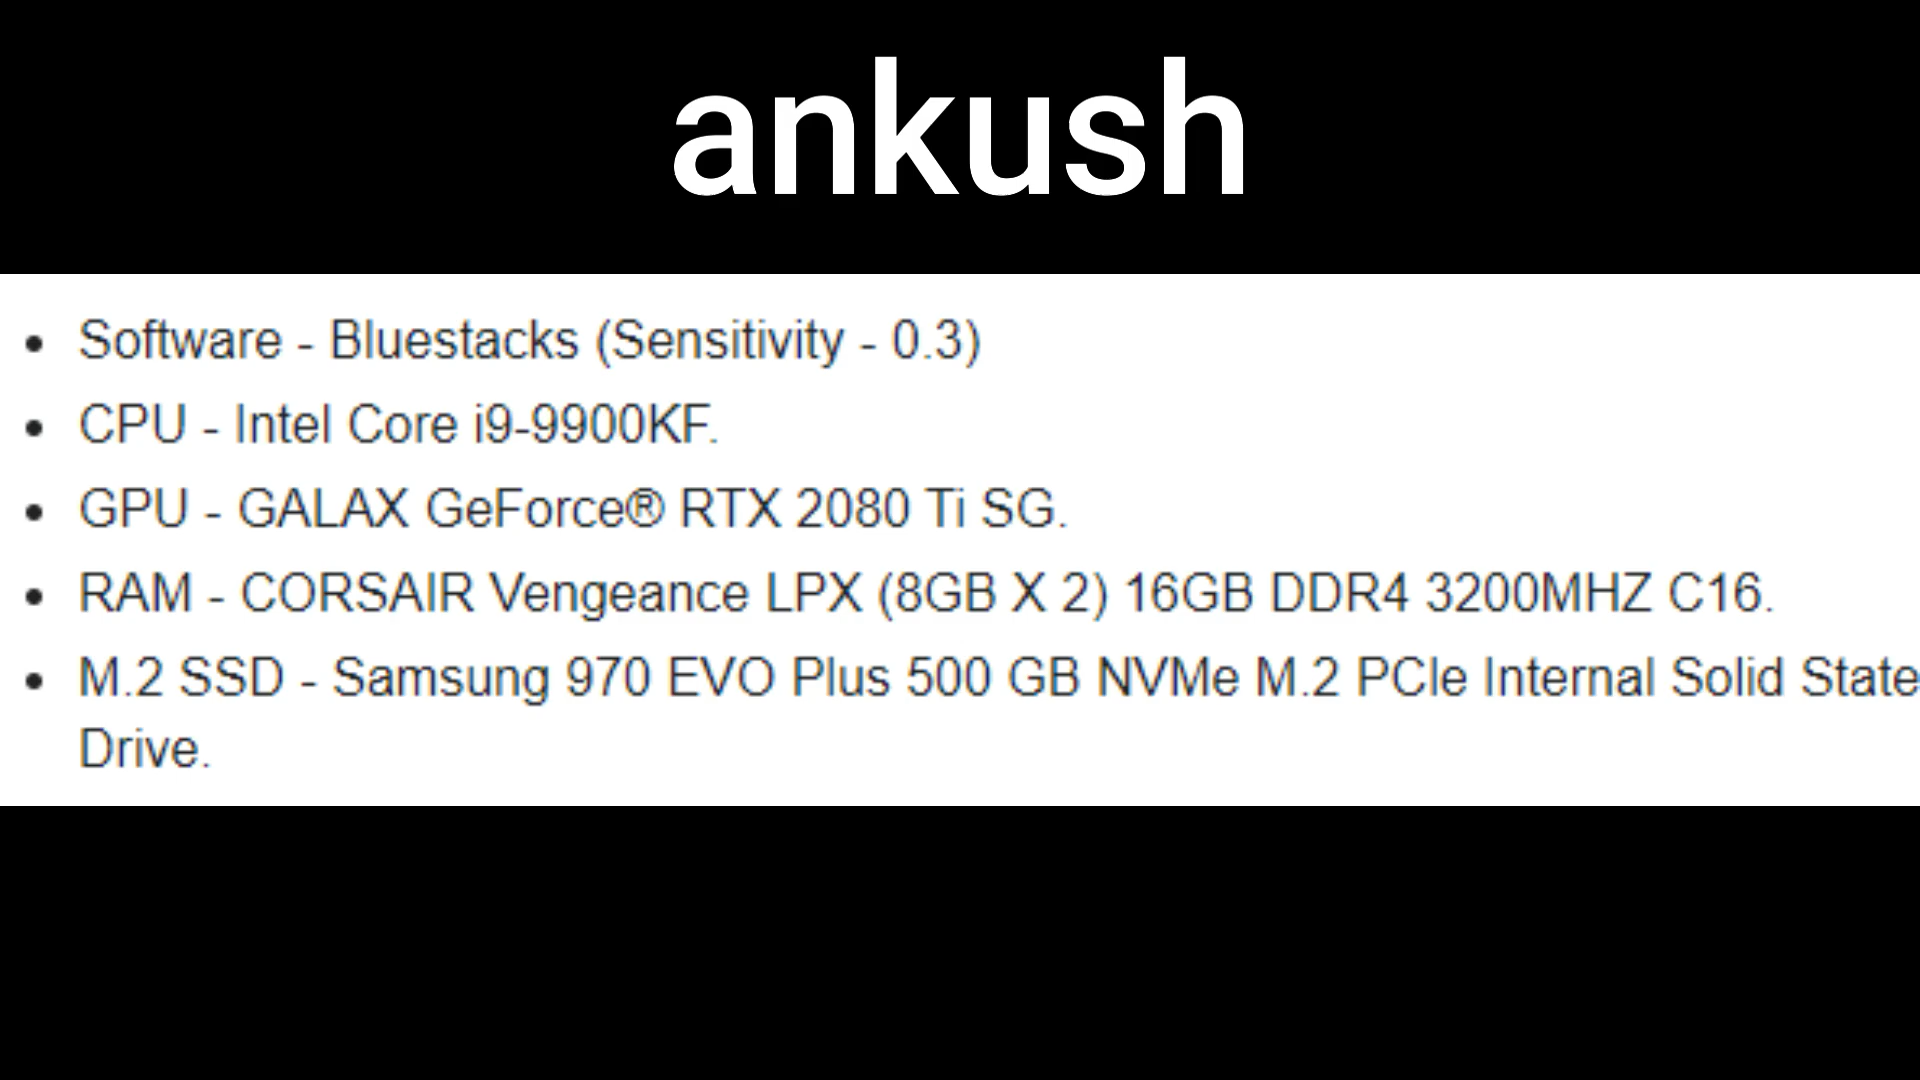 ankush
• Software - Bluestacks (Sensitivity - 0.3)
• CPU - Intel Core i9-9900KF.
• GPU - GALAX GeForce® RTX 2080 Ti SG.
• RAM - CORSAIR Vengeance LPX (8GB X 2) 16GB DDR4 3200MHZ C16.
• M.2 SSD - Samsung 970 EVO Plus 500 GB NVMe M.2 PCIe Internal Solid State
Drive.